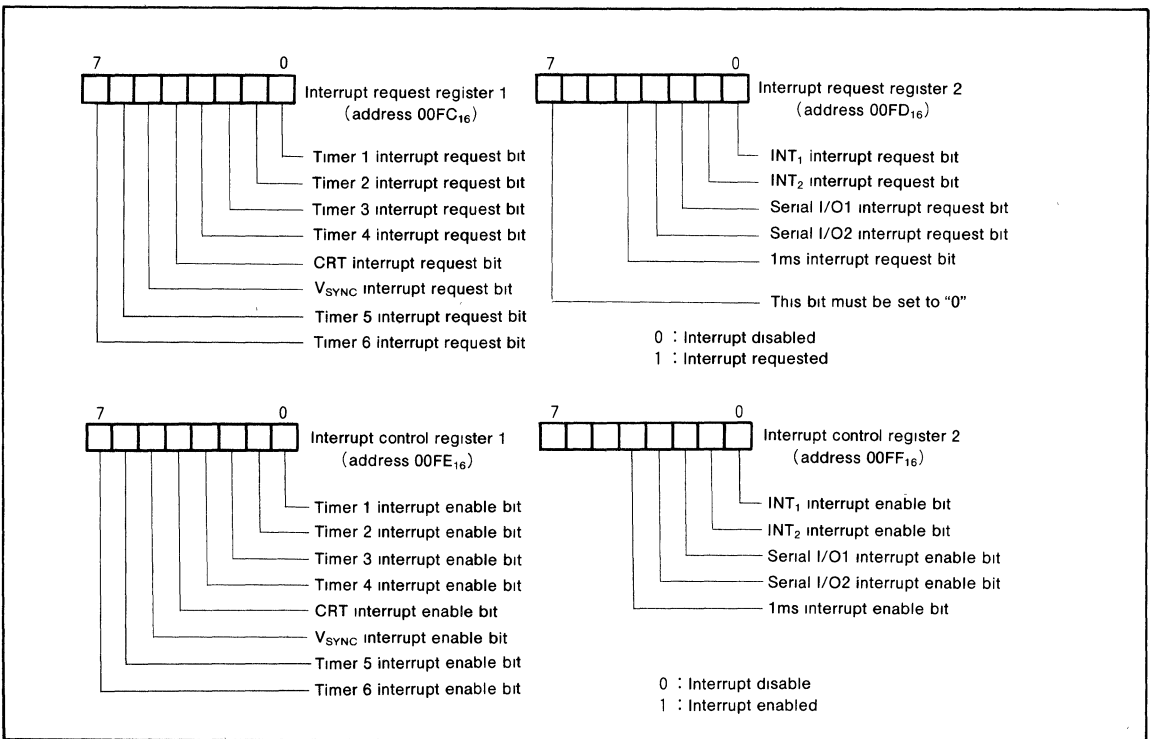 7 0
Interrupt request register 1
(address 00FC₁₆)
Timer 1 interrupt request bit
Timer 2 interrupt request bit
Timer 3 interrupt request bit
Timer 4 interrupt request bit
CRT interrupt request bit
VSYNC interrupt request bit
Timer 5 interrupt request bit
Timer 6 interrupt request bit
7 0
Interrupt request register 2
(address 00FD₁₆)
INT₁ interrupt request bit
INT₂ interrupt request bit
Serial I/O1 interrupt request bit
Serial I/O2 interrupt request bit
1ms interrupt request bit
This bit must be set to “0”
0 : Interrupt disabled
1 : Interrupt requested
7 0
Interrupt control register 1
(address 00FE₁₆)
Timer 1 interrupt enable bit
Timer 2 interrupt enable bit
Timer 3 interrupt enable bit
Timer 4 interrupt enable bit
CRT interrupt enable bit
VSYNC interrupt enable bit
Timer 5 interrupt enable bit
Timer 6 interrupt enable bit
7 0
Interrupt control register 2
(address 00FF₁₆)
INT₁ interrupt enable bit
INT₂ interrupt enable bit
Serial I/O1 interrupt enable bit
Serial I/O2 interrupt enable bit
1ms interrupt enable bit
0 : Interrupt disable
1 : Interrupt enabled